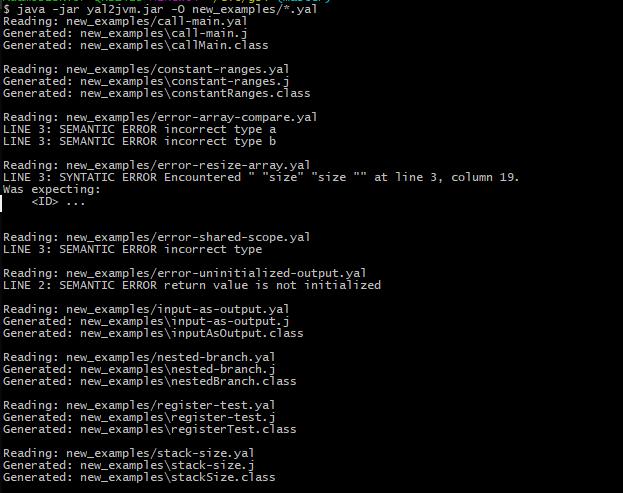 $ java -jar yal2jvm.jar -O new_examples/*.yal
Reading: new_examples/call-main.yal
Generated: new_examples\call-main.j
Generated: new_examples\callMain.class
Reading: new_examples/constant-ranges.yal
Generated: new_examples\constant-ranges.j
Generated: new_examples\constantRanges.class
Reading: new_examples/error-array-compare.yal
LINE 3: SEMANTIC ERROR incorrect type a
LINE 3: SEMANTIC ERROR incorrect type b
Reading: new_examples/error-resize-array.yal
LINE 3: SYNTATIC ERROR Encountered " "size" "size "" at line 3, column 19.
Was expecting:
    <ID> ...
Reading: new_examples/error-shared-scope.yal
LINE 3: SEMANTIC ERROR incorrect type
Reading: new_examples/error-uninitialized-output.yal
LINE 2: SEMANTIC ERROR return value is not initialized
Reading: new_examples/input-as-output.yal
Generated: new_examples\input-as-output.j
Generated: new_examples\inputAsOutput.class
Reading: new_examples/nested-branch.yal
Generated: new_examples\nested-branch.j
Generated: new_examples\nestedBranch.class
Reading: new_examples/register-test.yal
Generated: new_examples\register-test.j
Generated: new_examples\registerTest.class
Reading: new_examples/stack-size.yal
Generated: new_examples\stack-size.j
Generated: new_examples\stackSize.class